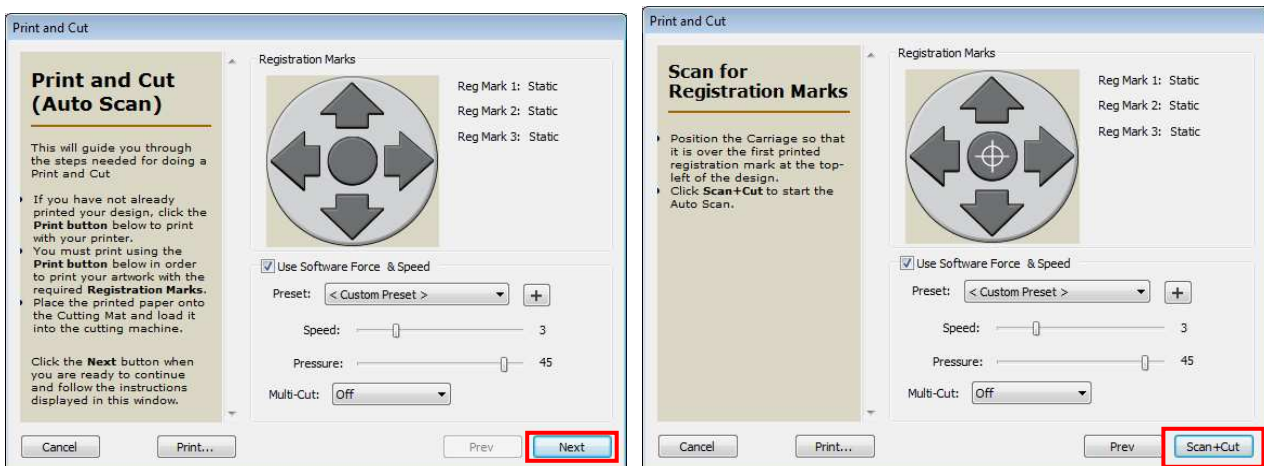 Print and Cut
Print and Cut
(Auto Scan)
This will guide you through
the steps needed for doing a
Print and Cut
If you have not already
printed your design, click the
Print button below to print
with your printer.
You must print using the
Print button below in order
to print your artwork with the
required Registration Marks.
Place the printed paper onto
the Cutting Mat and load it
into the cutting machine.
Click the Next button when
you are ready to continue
and follow the instructions
displayed in this window.
Registration Marks
Reg Mark 1: Static
Reg Mark 2: Static
Reg Mark 3: Static
Use Software Force & Speed
Preset: < Custom Preset > +
Speed: 3
Pressure: 45
Multi-Cut: Off
Cancel Print... Prev Next
Print and Cut
Scan for
Registration Marks
Position the Carriage so that
it is over the first printed
registration mark at the top-
left of the design.
Click Scan+Cut to start the
Auto Scan.
Registration Marks
Reg Mark 1: Static
Reg Mark 2: Static
Reg Mark 3: Static
Use Software Force & Speed
Preset: < Custom Preset > +
Speed: 3
Pressure: 45
Multi-Cut: Off
Cancel Print... Prev Scan+Cut